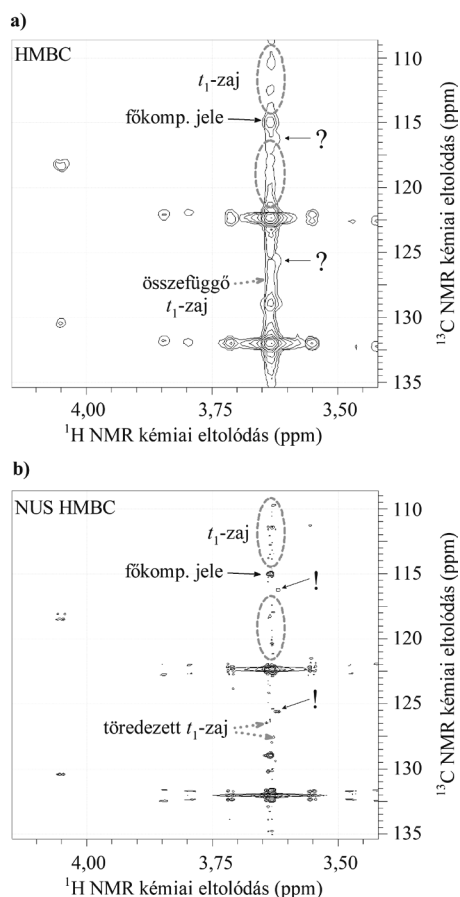 a)
HMBC
t₁-zaj
főkomp. jele
?
?
összefüggő
t₁-zaj
110
115
120
125
130
135
¹³C NMR kémiai eltolódás (ppm)
4,00
3,75
3,50
¹H NMR kémiai eltolódás (ppm)
b)
NUS HMBC
t₁-zaj
főkomp. jele
!
!
töredezett t₁-zaj
110
115
120
125
130
135
¹³C NMR kémiai eltolódás (ppm)
4,00
3,75
3,50
¹H NMR kémiai eltolódás (ppm)